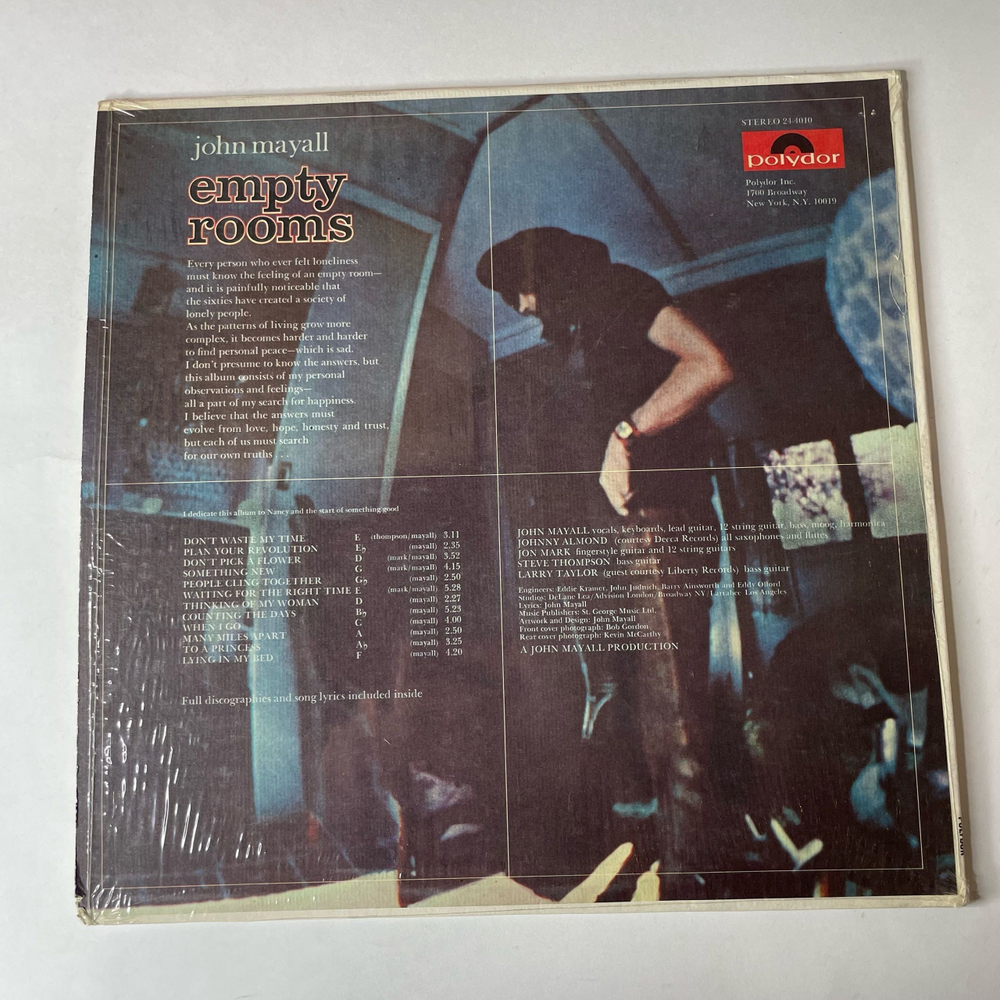 john mayall
empty
rooms
STEREO 24-4010
polydor
Polydor Inc.
1700 Broadway
New York, N.Y. 10019
Every person who ever felt loneliness
must know the feeling of an empty room—
and it is painfully noticeable that
the sixties have created a society of
lonely people.
As the patterns of living grow more
complex, it becomes harder and harder
to find personal peace—which is sad.
I don't presume to know the answers, but
this album consists of my personal
observations and feelings—
all a part of my search for happiness.
I believe that the answers must
evolve from love, hope, honesty and trust,
but each of us must search
for our own truths . . .
I dedicate this album to Nancy and the start of something good
DON'T WASTE MY TIME E (thompson/mayall) 3.11
PLAN YOUR REVOLUTION E♭ (mayall) 2.35
DON'T PICK A FLOWER D (mark/mayall) 3.52
SOMETHING NEW G (mark/mayall) 4.15
PEOPLE CLING TOGETHER G♭ (mayall) 2.50
WAITING FOR THE RIGHT TIME E (mark/mayall) 5.28
THINKING OF MY WOMAN D (mayall) 2.27
COUNTING THE DAYS B♭ (mayall) 5.23
WHEN I GO C (mayall) 4.00
MANY MILES APART A (mayall) 2.50
TO A PRINCESS A♭ (mayall) 3.25
LYING IN MY BED F (mayall) 4.20
Full discographies and song lyrics included inside
JOHN MAYALL vocals, keyboards, lead guitar, 12 string guitar, bass, moog, harmonica
JOHNNY ALMOND (courtesy Decca Records) all saxophones and flutes
JON MARK fingerstyle guitar and 12 string guitars
STEVE THOMPSON bass guitar
LARRY TAYLOR (guest courtesy Liberty Records) bass guitar
Engineers: Eddie Kramer, John Judnich, Barry Ainsworth and Eddy Offord
Studios: DeLane Lea/Advision London/Broadway NY/Larrabee Los Angeles
Lyrics: John Mayall
Music Publishers: St. George Music Ltd.
Artwork and Design: John Mayall
Front cover photograph: Bob Gordon
Rear cover photograph: Kevin McCarthy
A JOHN MAYALL PRODUCTION
POLYDOR